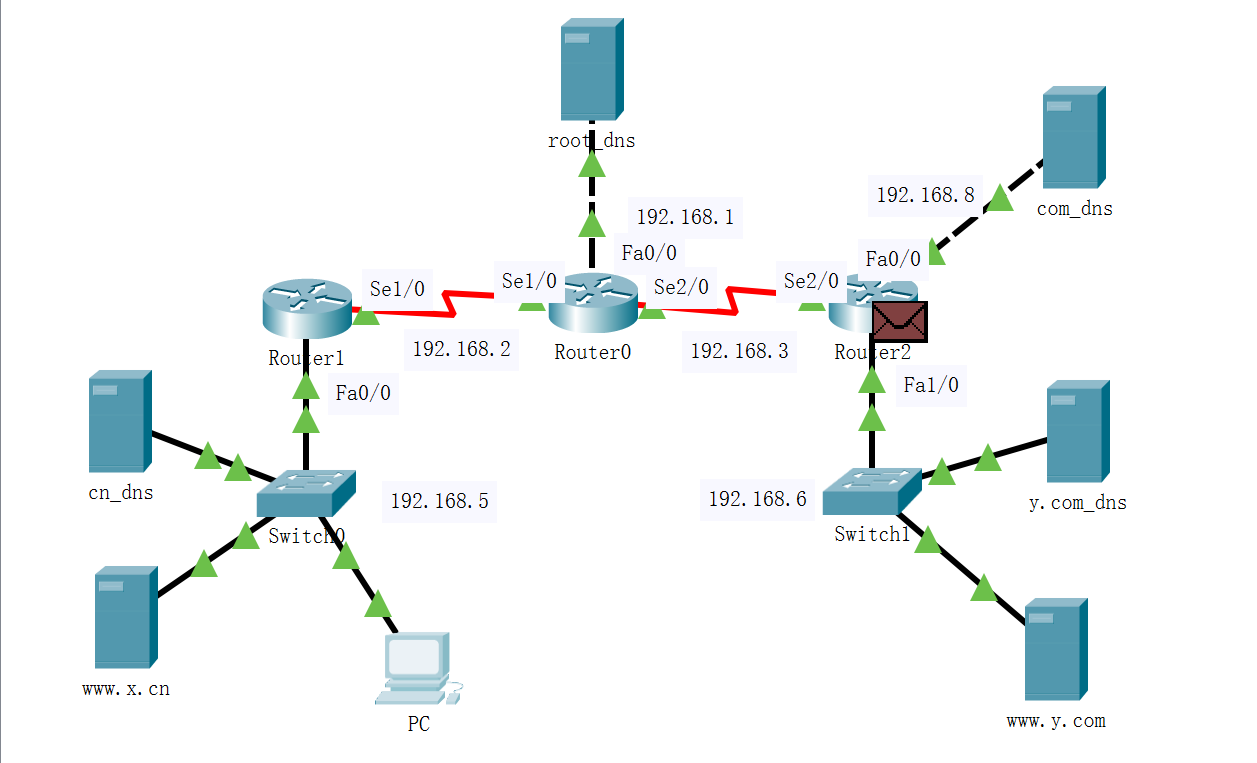 root_dns
192.168.8
com_dns
192.168.1
Fa0/0
Fa0/0
Se1/0
Se1/0
Se2/0
Se2/0
Router1
192.168.2
Router0
192.168.3
Router2
Fa0/0
Fa1/0
cn_dns
192.168.5
192.168.6
y.com_dns
Switch0
Switch1
www.x.cn
PC
www.y.com